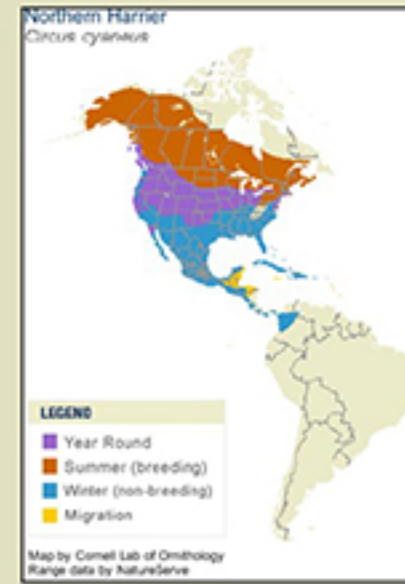 Northern Harrier
Circus cyaneus
LEGEND
Year Round
Summer (breeding)
Winter (non-breeding)
Migration
Map by Cornell Lab of Ornithology
Range data by NatureServe